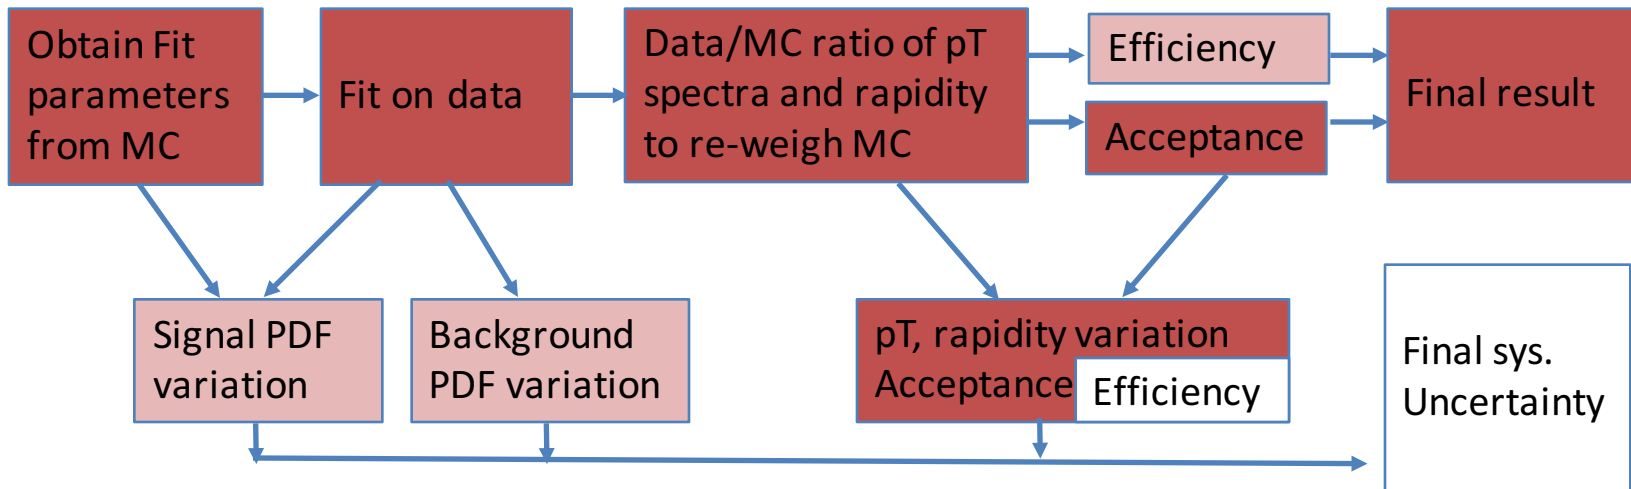 Obtain Fit
parameters
from MC
Fit on data
Data/MC ratio of pT
spectra and rapidity
to re-weigh MC
Efficiency
Acceptance
Final result
Signal PDF
variation
Background
PDF variation
pT, rapidity variation
Acceptance
Efficiency
Final sys.
Uncertainty